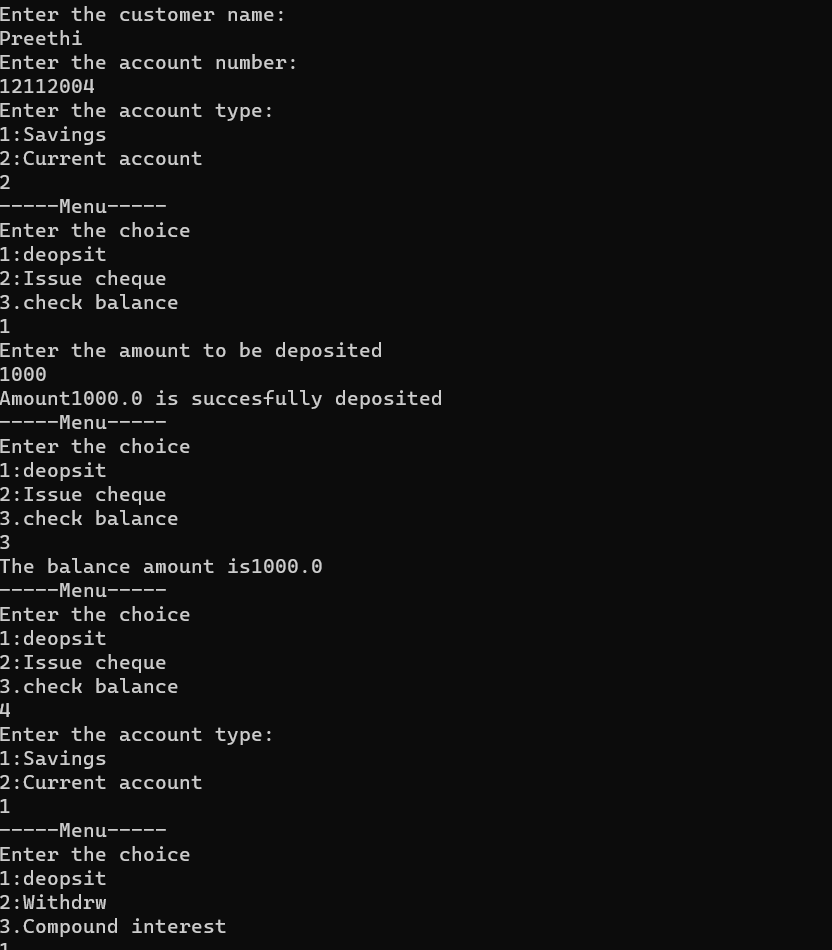 Enter the customer name:
Preethi
Enter the account number:
12112004
Enter the account type:
1:Savings
2:Current account
2
-----Menu-----
Enter the choice
1:deopsit
2:Issue cheque
3.check balance
1
Enter the amount to be deposited
1000
Amount1000.0 is succesfully deposited
-----Menu-----
Enter the choice
1:deopsit
2:Issue cheque
3.check balance
3
The balance amount is1000.0
-----Menu-----
Enter the choice
1:deopsit
2:Issue cheque
3.check balance
4
Enter the account type:
1:Savings
2:Current account
1
-----Menu-----
Enter the choice
1:deopsit
2:Withdrw
3.Compound interest
1